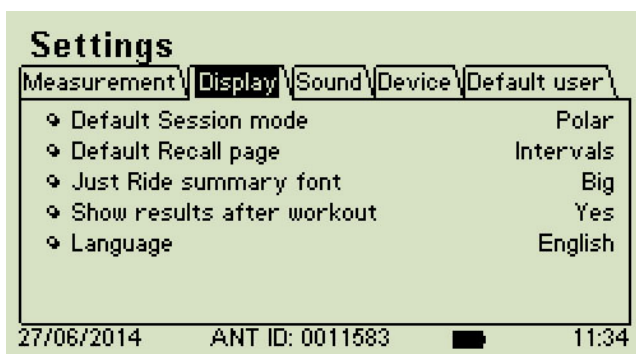 Settings
Measurement Display Sound Device Default user
Default Session mode Polar
Default Recall page Intervals
Just Ride summary font Big
Show results after workout Yes
Language English
27/06/2014 ANT ID: 0011583 11:34